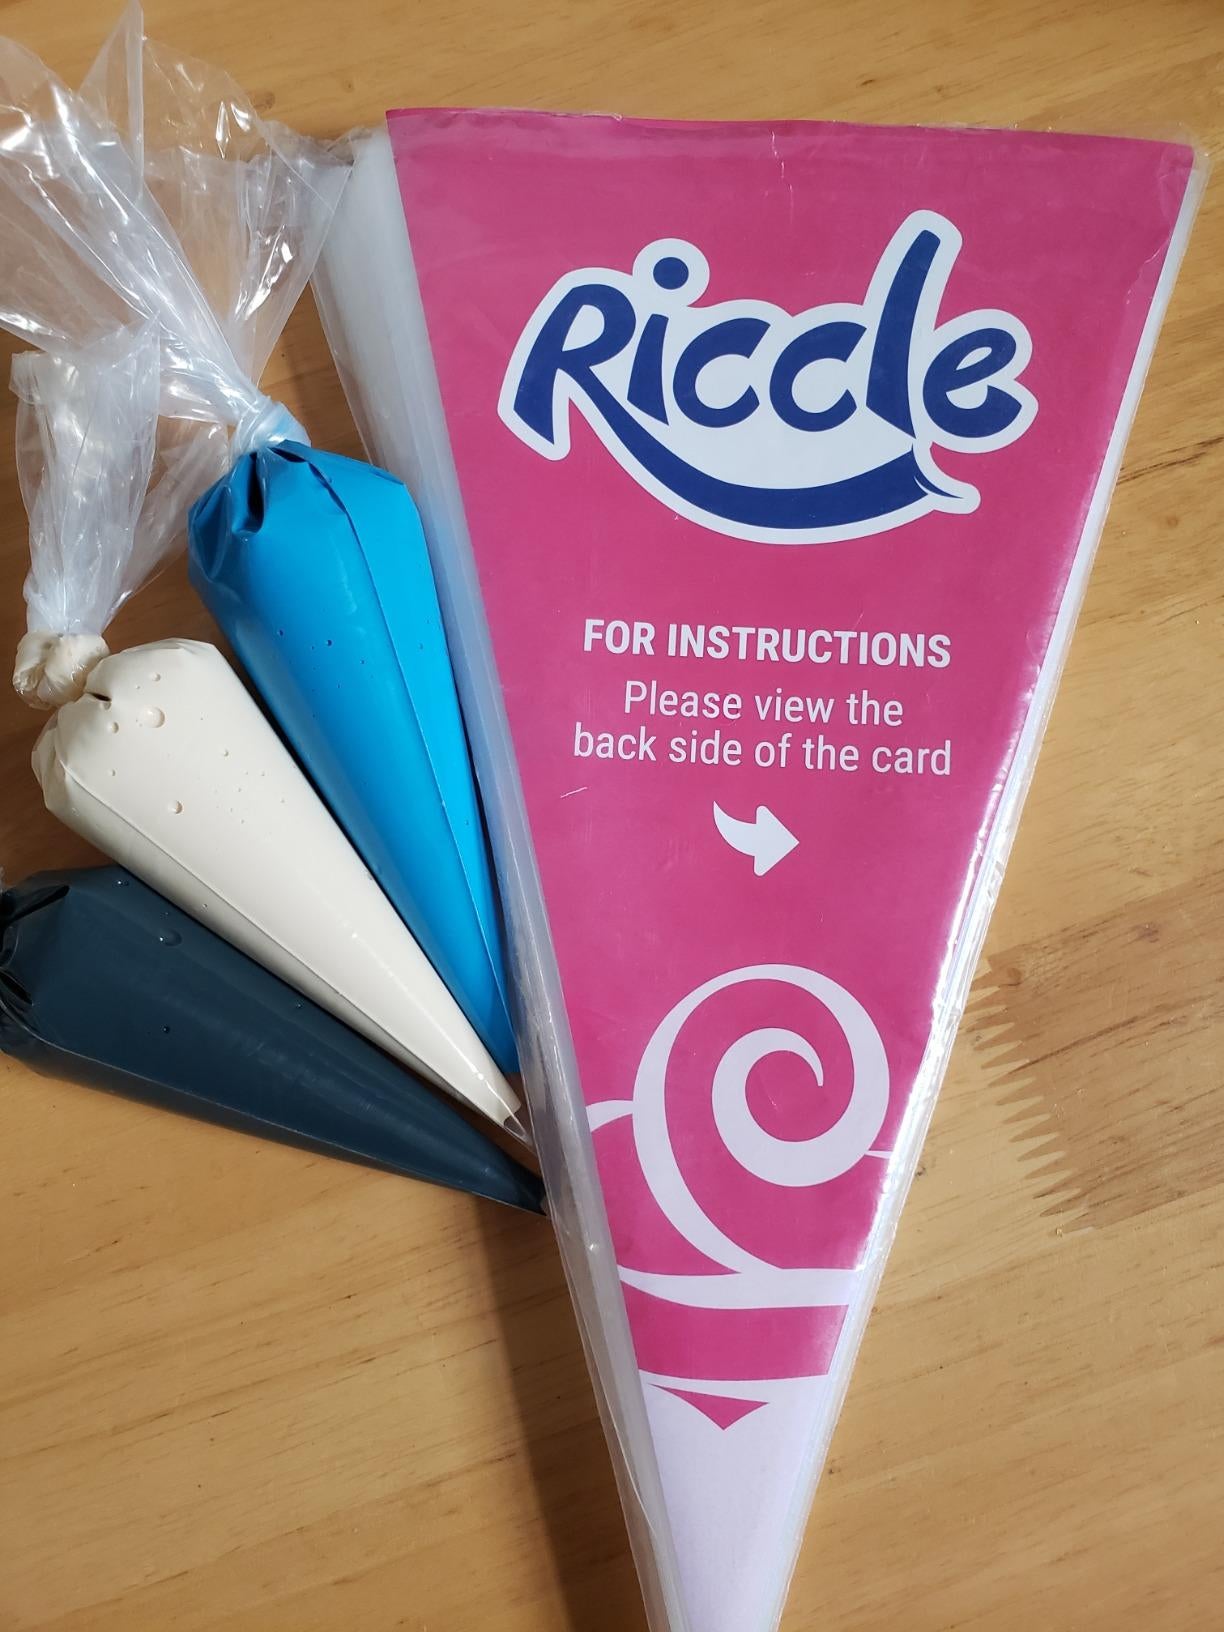 Riccle
FOR INSTRUCTIONS
Please view the
back side of the card